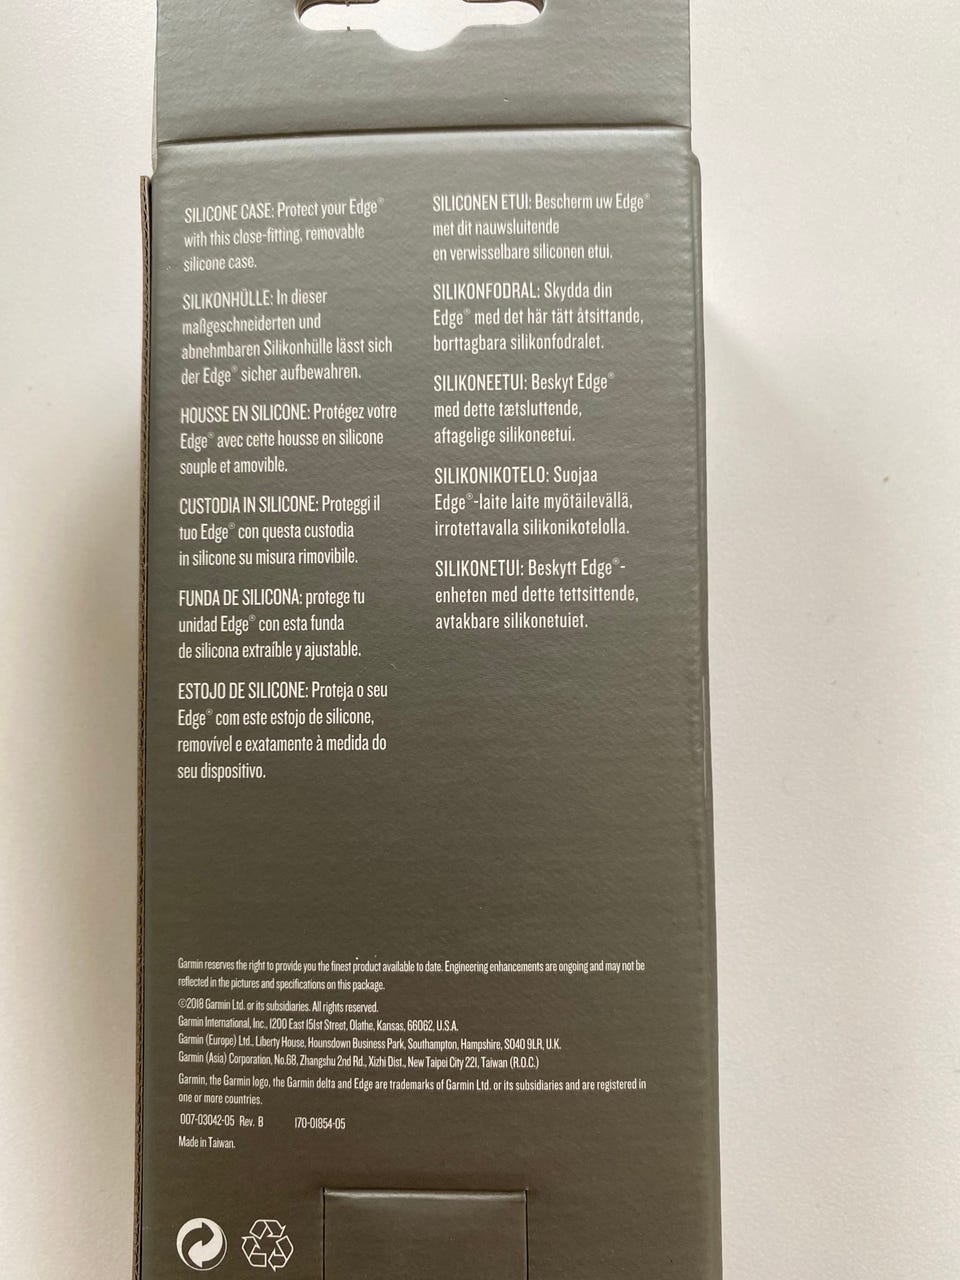 SILICONE CASE: Protect your Edge®
with this close-fitting, removable
silicone case.
SILIKONHÜLLE: In dieser
maßgeschneiderten und
abnehmbaren Silikonhülle lässt sich
der Edge® sicher aufbewahren.
HOUSSE EN SILICONE: Protégez votre
Edge® avec cette housse en silicone
souple et amovible.
CUSTODIA IN SILICONE: Proteggi il
tuo Edge® con questa custodia
in silicone su misura rimovibile.
FUNDA DE SILICONA: protege tu
unidad Edge® con esta funda
de silicona extraíble y ajustable.
ESTOJO DE SILICONE: Proteja o seu
Edge® com este estojo de silicone,
removível e exatamente à medida do
seu dispositivo.
SILICONEN ETUI: Bescherm uw Edge®
met dit nauwsluitende
en verwisselbare siliconen etui.
SILIKONFODRAL: Skydda din
Edge® med det här tätt åtsittande,
borttagbara silikonfodralet.
SILIKONEETUI: Beskyt Edge®
med dette tætsluttende,
aftagelige silikoneetui.
SILIKONIKOTELO: Suojaa
Edge®-laite laite myötäilevällä,
irrotettavalla silikonikotelolla.
SILIKONETUI: Beskytt Edge®-
enheten med dette tettsittende,
avtakbare silikonetuiet.
Garmin reserves the right to provide you the finest product available to date. Engineering enhancements are ongoing and may not be
reflected in the pictures and specifications on this package.
©2018 Garmin Ltd. or its subsidiaries. All rights reserved.
Garmin International, Inc., 1200 East 151st Street, Olathe, Kansas, 66062, U.S.A.
Garmin (Europe) Ltd., Liberty House, Hounsdown Business Park, Southampton, Hampshire, SO40 9LR, U.K.
Garmin (Asia) Corporation, No.68, Zhangshu 2nd Rd., Xizhi Dist., New Taipei City 221, Taiwan (R.O.C.)
Garmin, the Garmin logo, the Garmin delta and Edge are trademarks of Garmin Ltd. or its subsidiaries and are registered in
one or more countries.
007-03042-05 Rev. B 170-01854-05
Made in Taiwan.